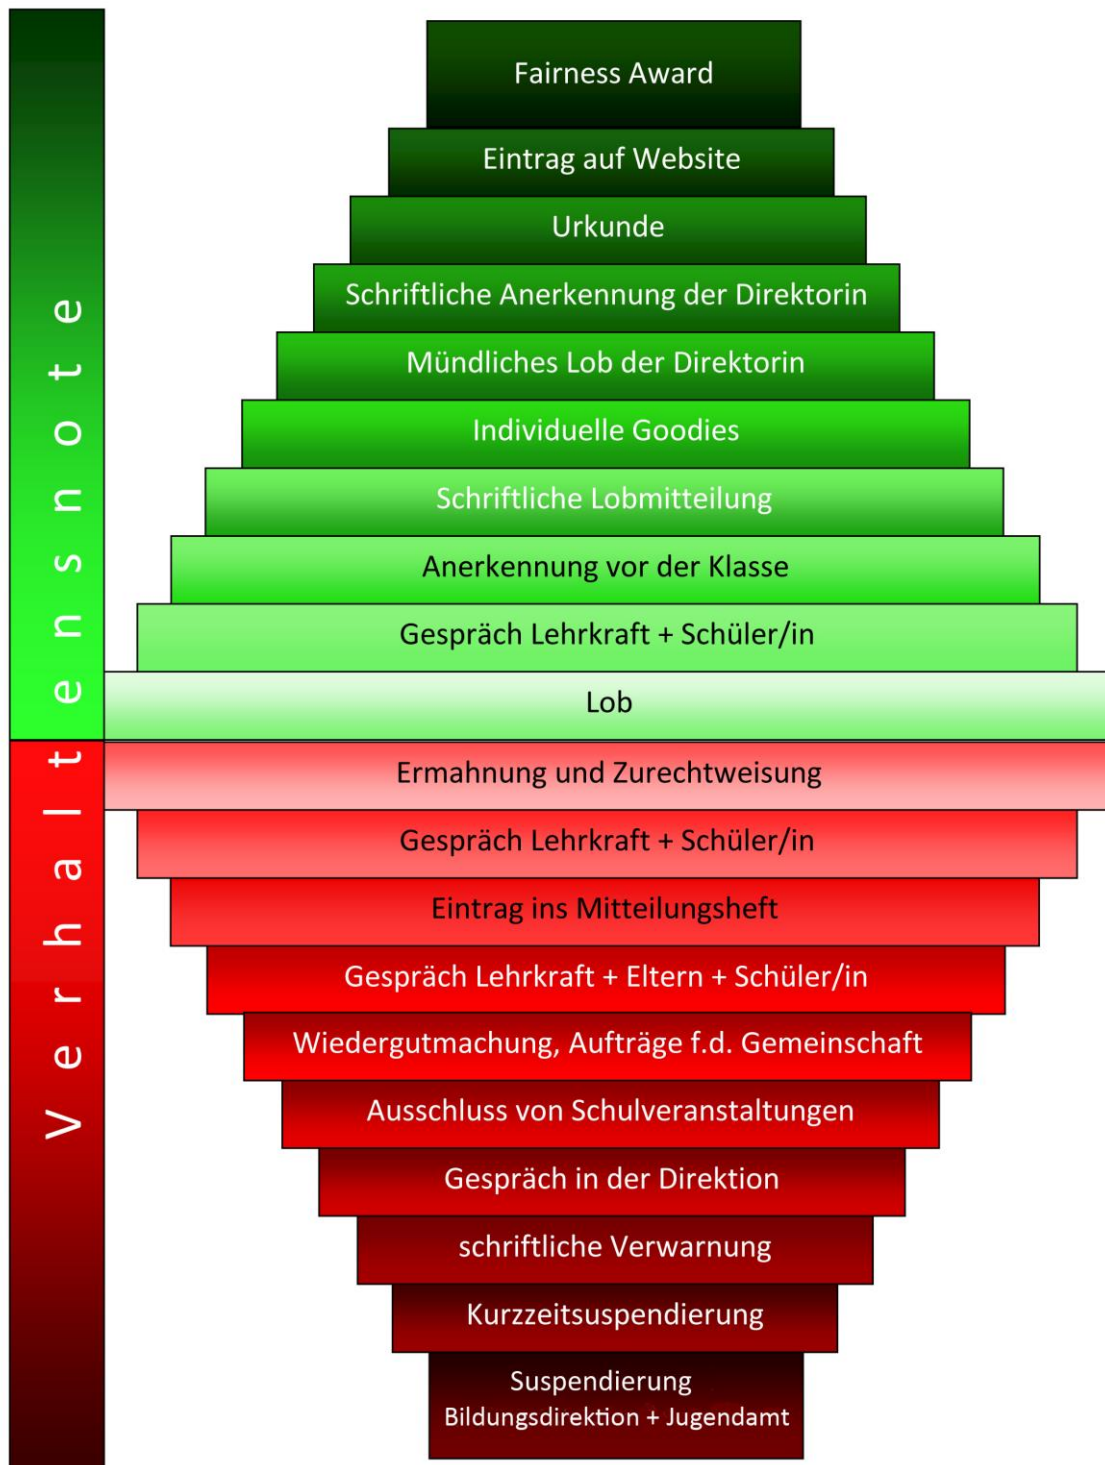 Fairness Award
Eintrag auf Website
Urkunde
Schriftliche Anerkennung der Direktorin
Mündliches Lob der Direktorin
Individuelle Goodies
Schriftliche Lobmitteilung
Anerkennung vor der Klasse
Gespräch Lehrkraft + Schüler/in
Lob
Ermahnung und Zurechtweisung
Gespräch Lehrkraft + Schüler/in
Eintrag ins Mitteilungsheft
Gespräch Lehrkraft + Eltern + Schüler/in
Wiedergutmachung, Aufträge f.d. Gemeinschaft
Ausschluss von Schulveranstaltungen
Gespräch in der Direktion
schriftliche Verwarnung
Kurzzeitsuspendierung
Suspendierung
Bildungsdirektion + Jugendamt
Verhaltensnote